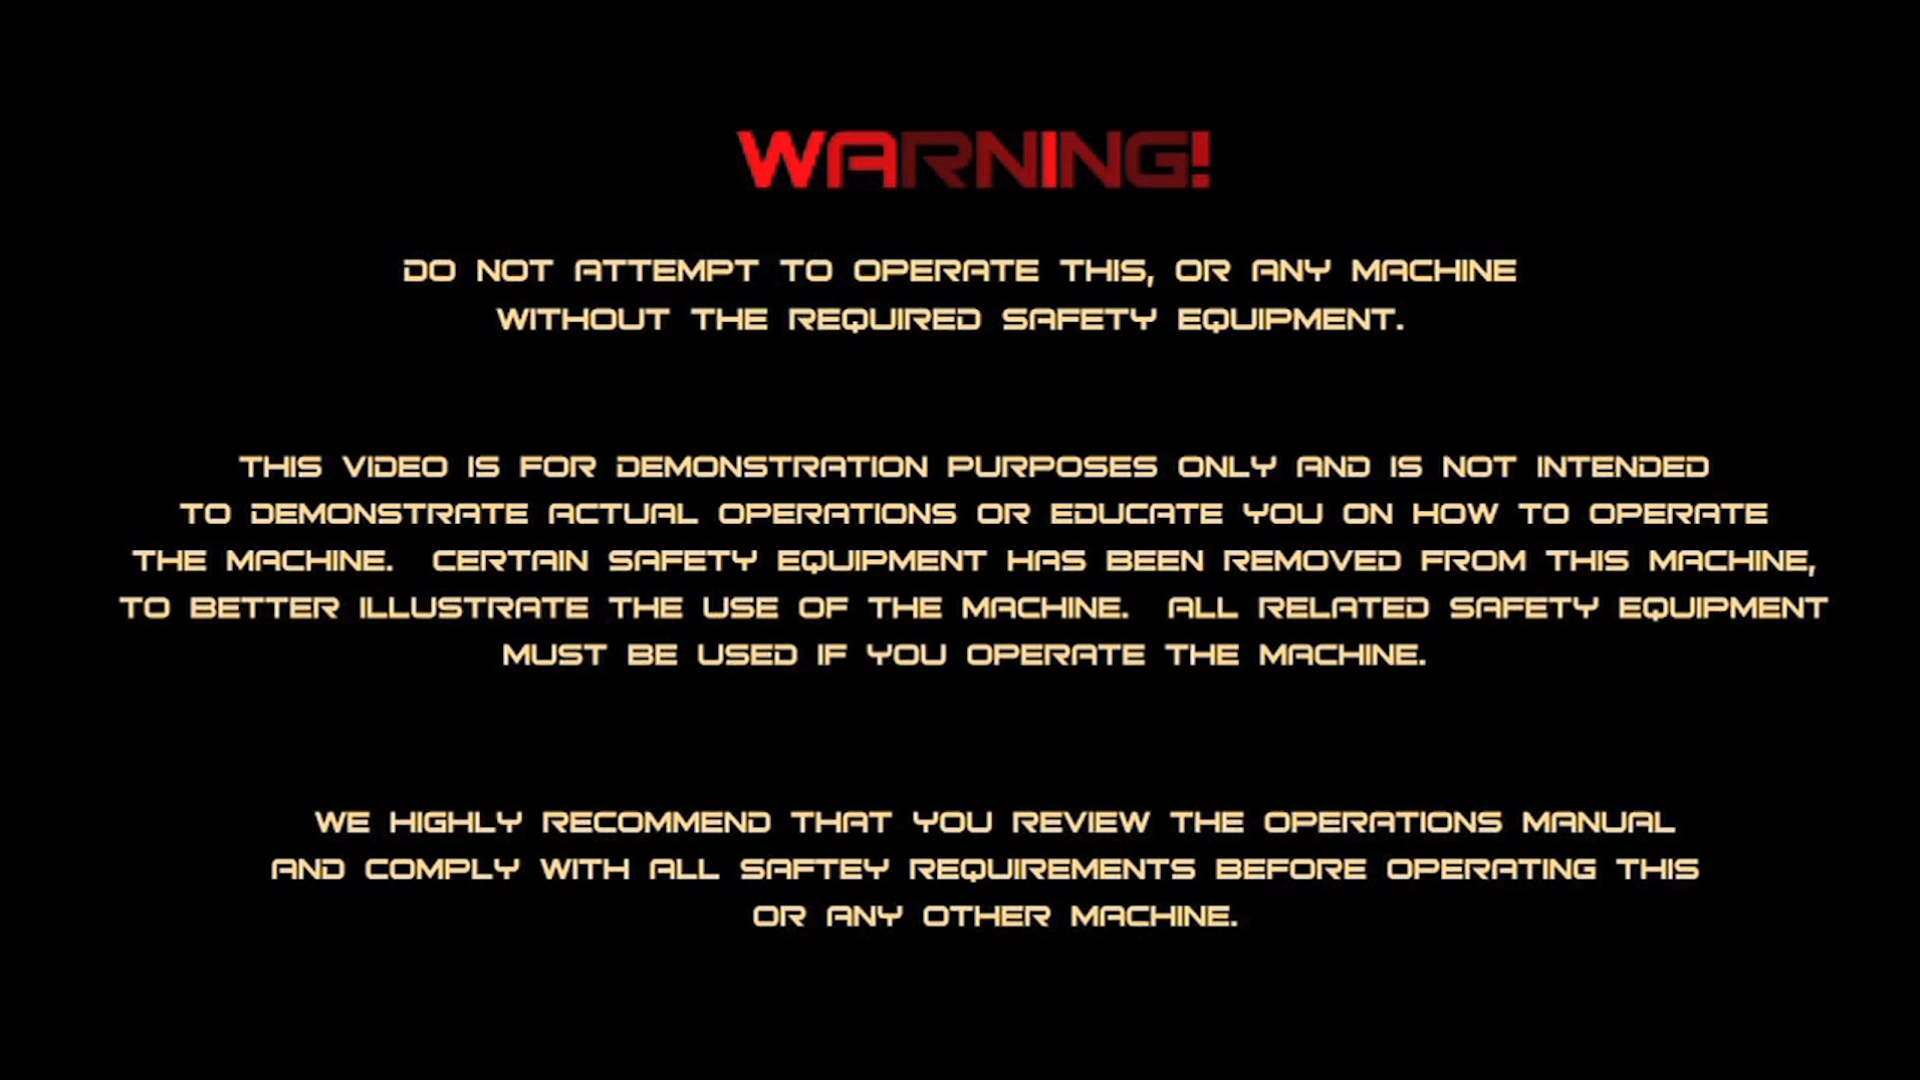 WARNING!
DO NOT ATTEMPT TO OPERATE THIS, OR ANY MACHINE
WITHOUT THE REQUIRED SAFETY EQUIPMENT.
THIS VIDEO IS FOR DEMONSTRATION PURPOSES ONLY AND IS NOT INTENDED
TO DEMONSTRATE ACTUAL OPERATIONS OR EDUCATE YOU ON HOW TO OPERATE
THE MACHINE. CERTAIN SAFETY EQUIPMENT HAS BEEN REMOVED FROM THIS MACHINE,
TO BETTER ILLUSTRATE THE USE OF THE MACHINE. ALL RELATED SAFETY EQUIPMENT
MUST BE USED IF YOU OPERATE THE MACHINE.
WE HIGHLY RECOMMEND THAT YOU REVIEW THE OPERATIONS MANUAL
AND COMPLY WITH ALL SAFTEY REQUIREMENTS BEFORE OPERATING THIS
OR ANY OTHER MACHINE.